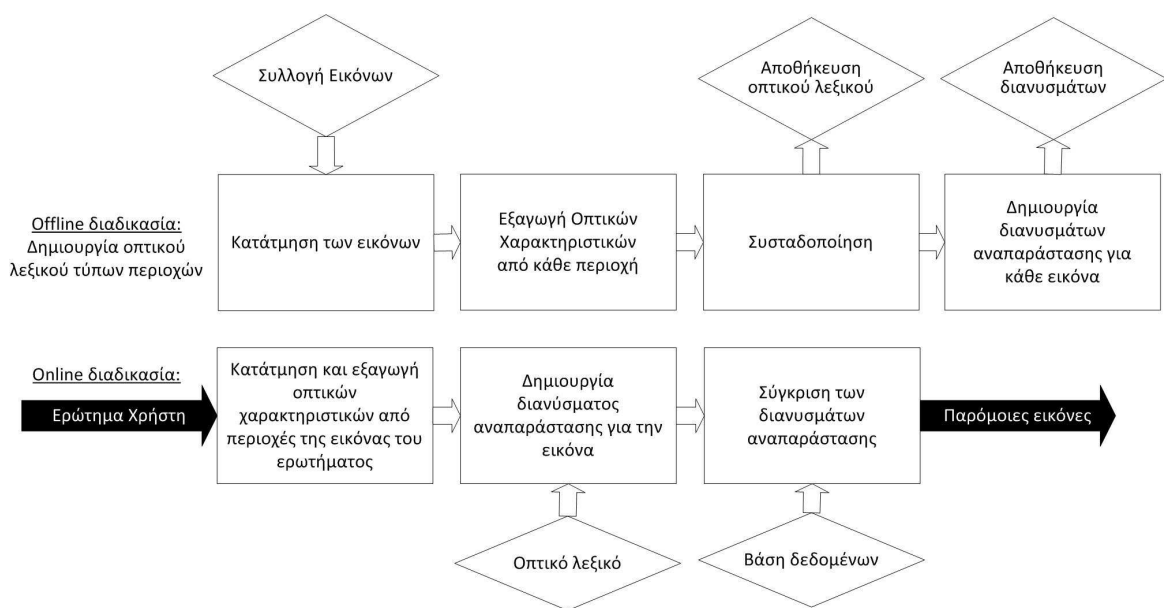 Συλλογή Εικόνων
Αποθήκευση
οπτικού λεξικού
Αποθήκευση
διανυσμάτων
Offline διαδικασία:
Δημιουργία οπτικού
λεξικού τύπων περιοχών
Κατάτμηση των εικόνων
Εξαγωγή Οπτικών
Χαρακτηριστικών
από κάθε περιοχή
Συσταδοποίηση
Δημιουργία
διανυσμάτων
αναπαράστασης για
κάθε εικόνα
Online διαδικασία:
Ερώτημα Χρήστη
Κατάτμηση και εξαγωγή
οπτικών
χαρακτηριστικών από
περιοχές της εικόνας του
ερωτήματος
Δημιουργία
διανύσματος
αναπαράστασης για την
εικόνα
Σύγκριση των
διανυσμάτων
αναπαράστασης
Παρόμοιες εικόνες
Οπτικό λεξικό
Βάση δεδομένων